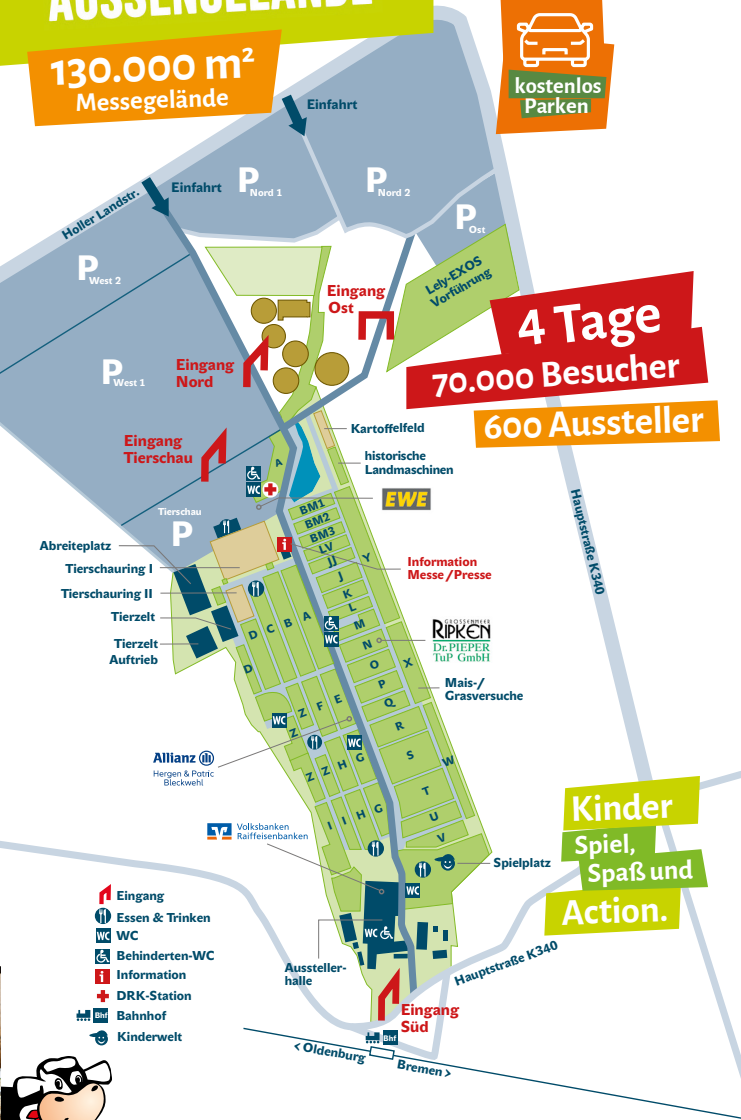 AUSSENGELÄNDE
130.000 m²
Messegelände
kostenlos
Parken
Einfahrt
Einfahrt
Holler Landstr.
P Nord 1
P Nord 2
P Ost
P West 2
P West 1
Lely-EXOS
Vorführung
Eingang
Ost
Eingang
Nord
Eingang
Tierschau
4 Tage
70.000 Besucher
600 Aussteller
Kartoffelfeld
historische
Landmaschinen
EWE
A
WC
Tierschau
P
Hauptstraße K340
Abreiteplatz
Tierschauring I
Tierschauring II
Tierzelt
Tierzelt
Auftrieb
i
Information
Messe/Presse
BM1
BM2
BM3
LV
JJ
J
K
L
M
N
O
P
Q
R
S
T
U
V
Y
X
W
D
C
B
A
D
WC
GROSSENMEER
RIPKEN
Dr.PIEPER
TuP GmbH
Mais-/
Grasversuche
Z
Z
F
E
WC
WC
Z
Z
H
G
I
I
H
G
Allianz
Hergen & Patric
Bleckwehl
Volksbanken
Raiffeisenbanken
Kinder
Spiel,
Spaß und
Action.
Spielplatz
WC
WC
Ausstellerhalle
Hauptstraße K340
Eingang
Süd
Bhf
< Oldenburg
Bremen >
Eingang
Essen & Trinken
WC WC
Behinderten-WC
i Information
DRK-Station
Bhf Bahnhof
Kinderwelt